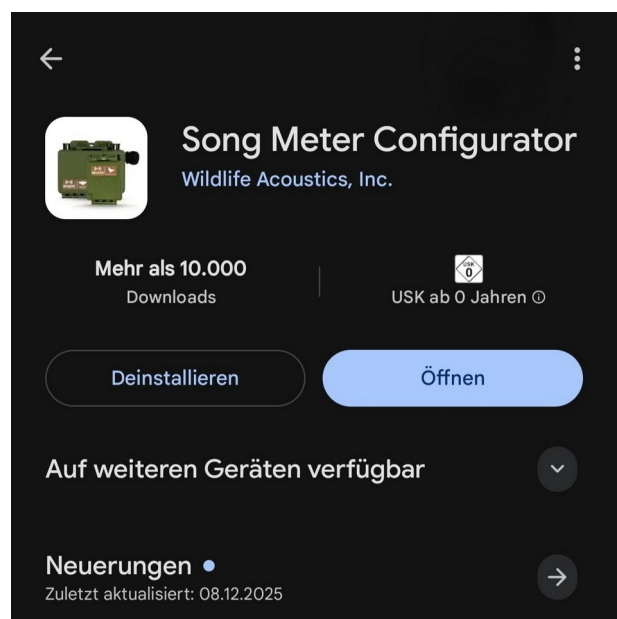 Song Meter Configurator
Wildlife Acoustics, Inc.
Mehr als 10.000
Downloads
USK
0
USK ab 0 Jahren
Deinstallieren
Öffnen
Auf weiteren Geräten verfügbar
Neuerungen
Zuletzt aktualisiert: 08.12.2025